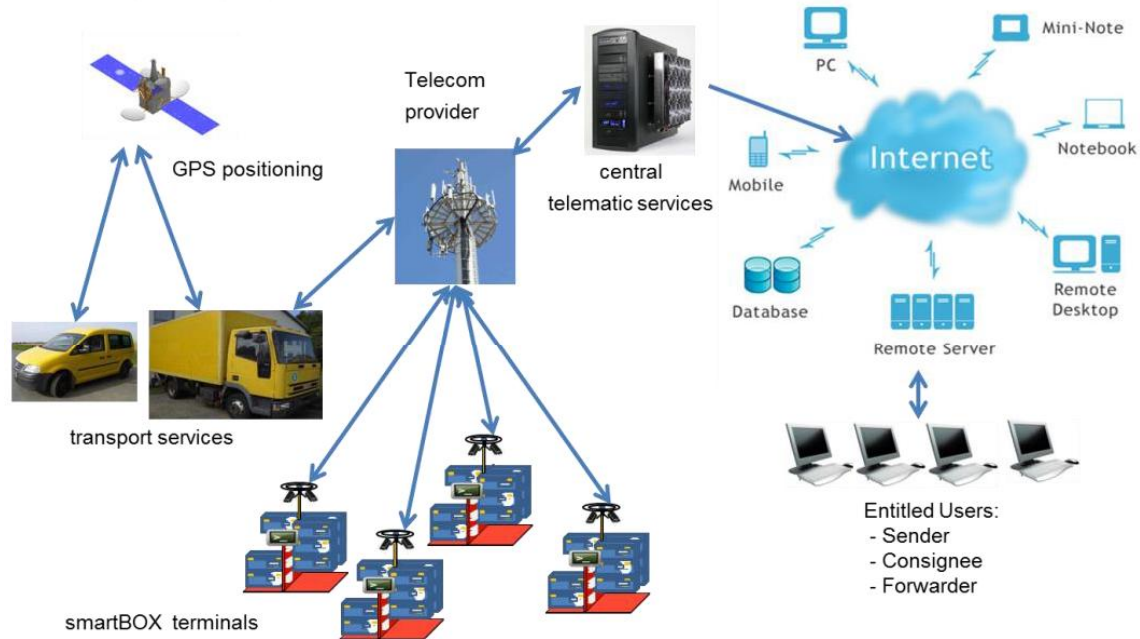 Telecom
provider
GPS positioning
central
telematic services
transport services
smartBOX terminals
PC
Mini-Note
Internet
Notebook
Mobile
Database
Remote
Desktop
Remote Server
Entitled Users:
- Sender
- Consignee
- Forwarder